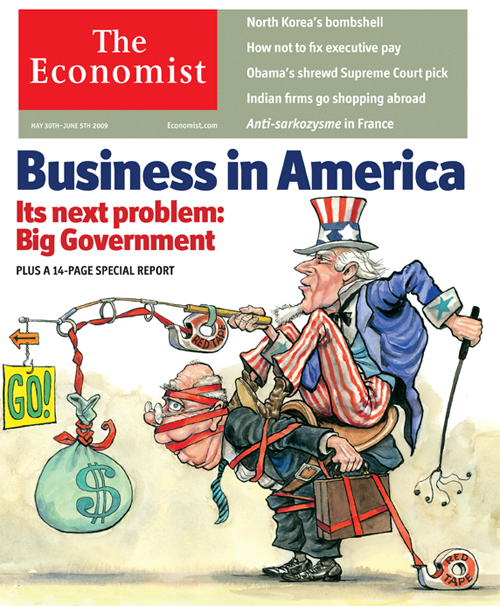 The
Economist
MAY 30TH–JUNE 5TH 2009 Economist.com
North Korea's bombshell
How not to fix executive pay
Obama's shrewd Supreme Court pick
Indian firms go shopping abroad
Anti-sarkozysme in France
Business in America
Its next problem:
Big Government
PLUS A 14-PAGE SPECIAL REPORT
RED TAPE
GO!
$
RED
TAPE